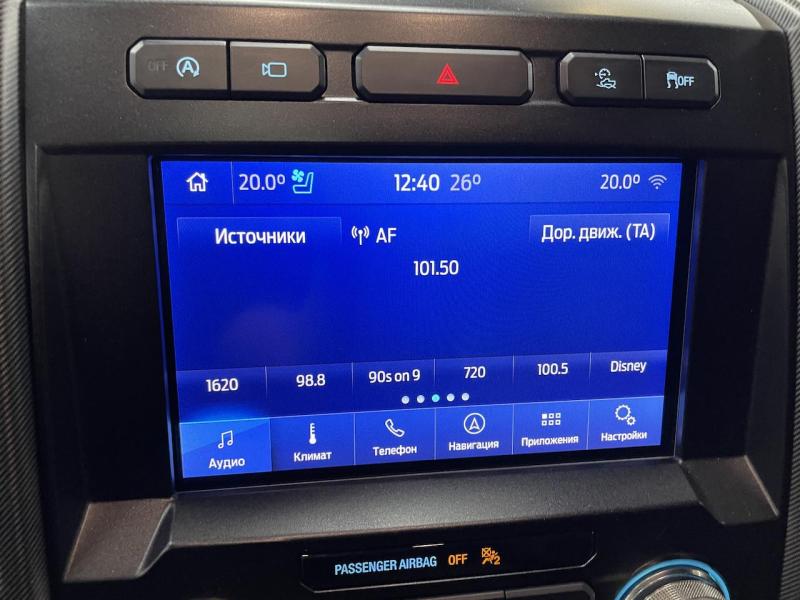 OFF A
OFF
20.0° 12:40 26° 20.0°
Источники AF Дор. движ. (TA)
101.50
1620 98.8 90s on 9 720 100.5 Disney
Аудио Климат Телефон Навигация Приложения Настройки
PASSENGER AIRBAG OFF 2